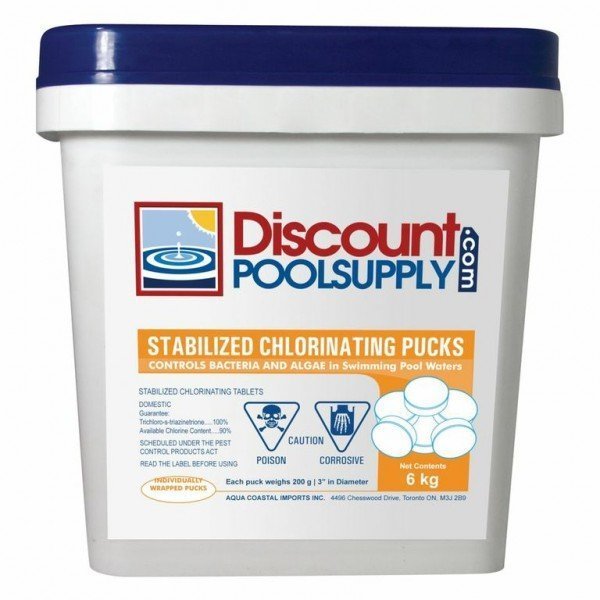 Discount
.com
POOLSUPPLY
STABILIZED CHLORINATING PUCKS
CONTROLS BACTERIA AND ALGAE in Swimming Pool Waters
STABILIZED CHLORINATING TABLETS
DOMESTIC
Guarantee:
Trichloro-s-triazinetrione.....100%
Available Chlorine Content.....90%
SCHEDULED UNDER THE PEST
CONTROL PRODUCTS ACT
READ THE LABEL BEFORE USING
CAUTION
POISON
CORROSIVE
Net Contents
6 kg
INDIVIDUALLY
WRAPPED PUCKS
Each puck weighs 200 g | 3" in Diameter
AQUA COASTAL IMPORTS INC. 4496 Chesswood Drive, Toronto ON, M3J 2B9